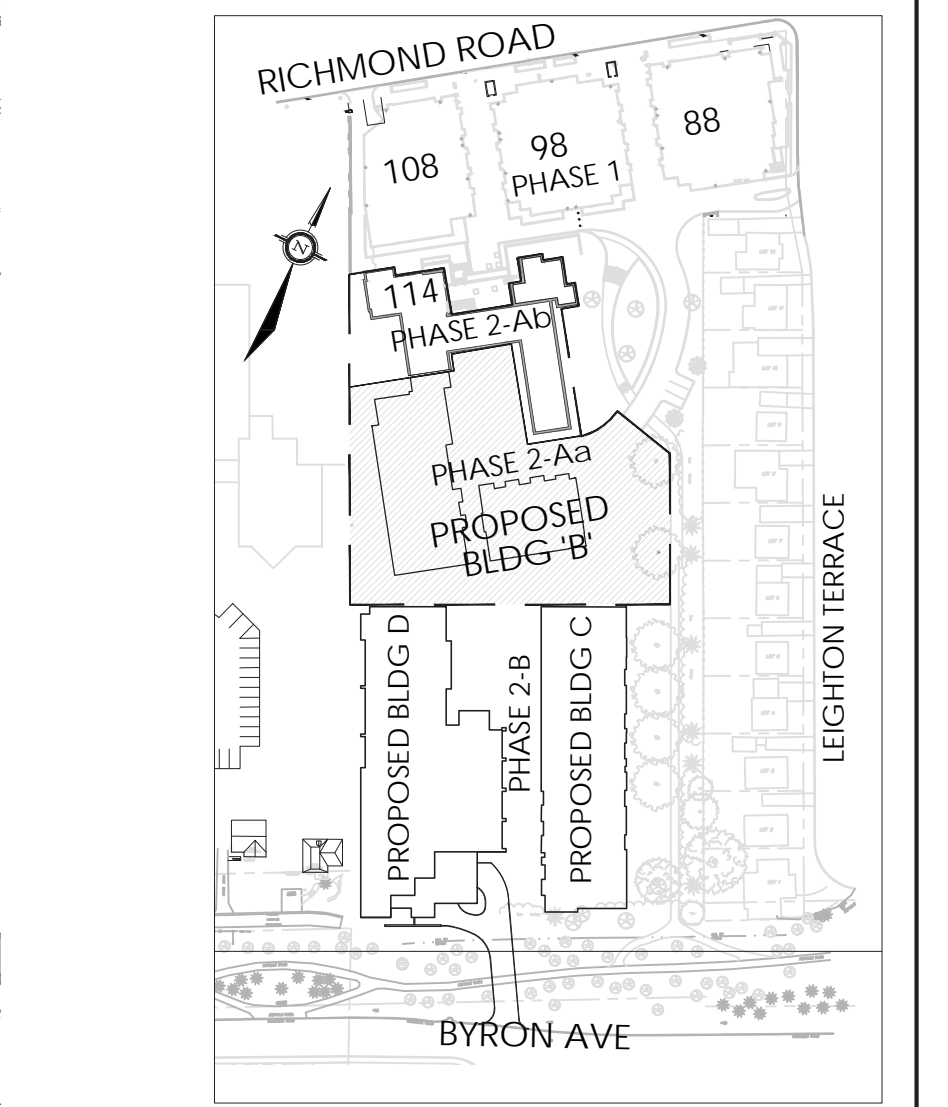 RICHMOND ROAD
108
98
PHASE 1
88
N
114
PHASE 2-Ab
PHASE 2-Aa
PROPOSED
BLDG 'B'
PROPOSED BLDG D
PHASE 2-B
PROPOSED BLDG C
LEIGHTON TERRACE
BYRON AVE